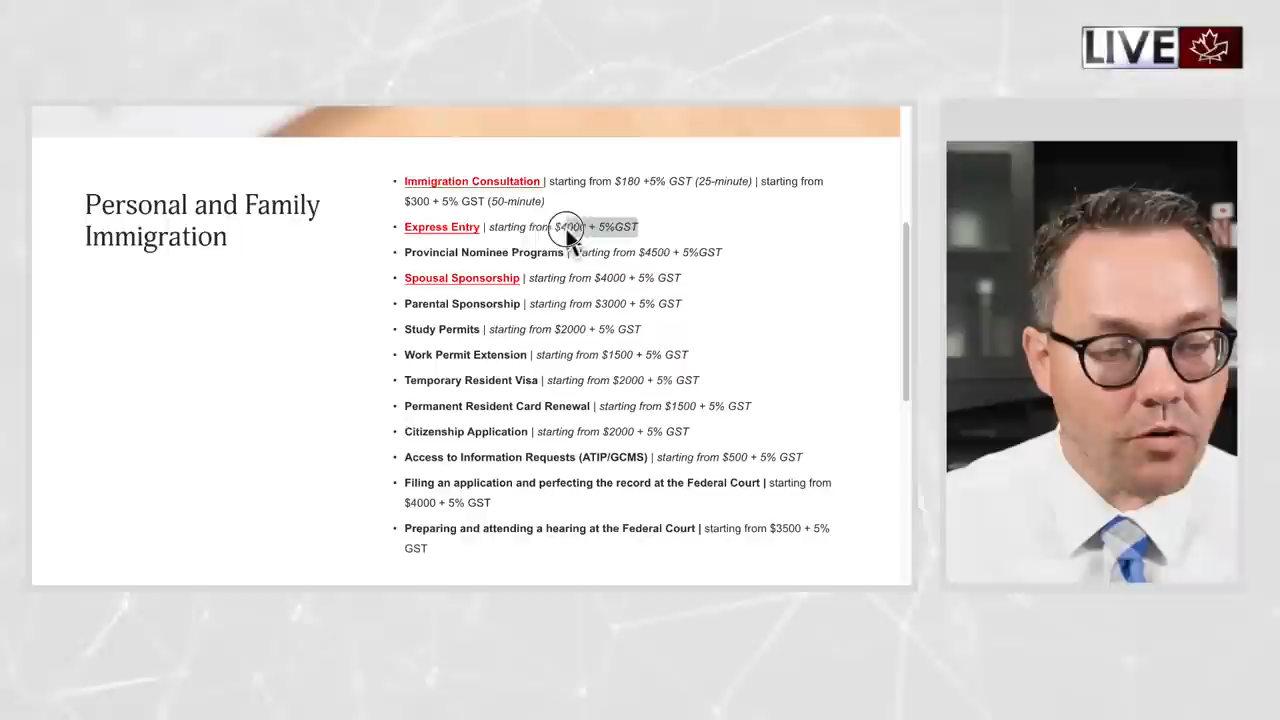 LIVE
Personal and Family
Immigration
• Immigration Consultation | starting from $180 +5% GST (25-minute) | starting from
$300 + 5% GST (50-minute)
• Express Entry | starting from $4000 + 5%GST
• Provincial Nominee Programs | starting from $4500 + 5%GST
• Spousal Sponsorship | starting from $4000 + 5% GST
• Parental Sponsorship | starting from $3000 + 5% GST
• Study Permits | starting from $2000 + 5% GST
• Work Permit Extension | starting from $1500 + 5% GST
• Temporary Resident Visa | starting from $2000 + 5% GST
• Permanent Resident Card Renewal | starting from $1500 + 5% GST
• Citizenship Application | starting from $2000 + 5% GST
• Access to Information Requests (ATIP/GCMS) | starting from $500 + 5% GST
• Filing an application and perfecting the record at the Federal Court | starting from
$4000 + 5% GST
• Preparing and attending a hearing at the Federal Court | starting from $3500 + 5%
GST